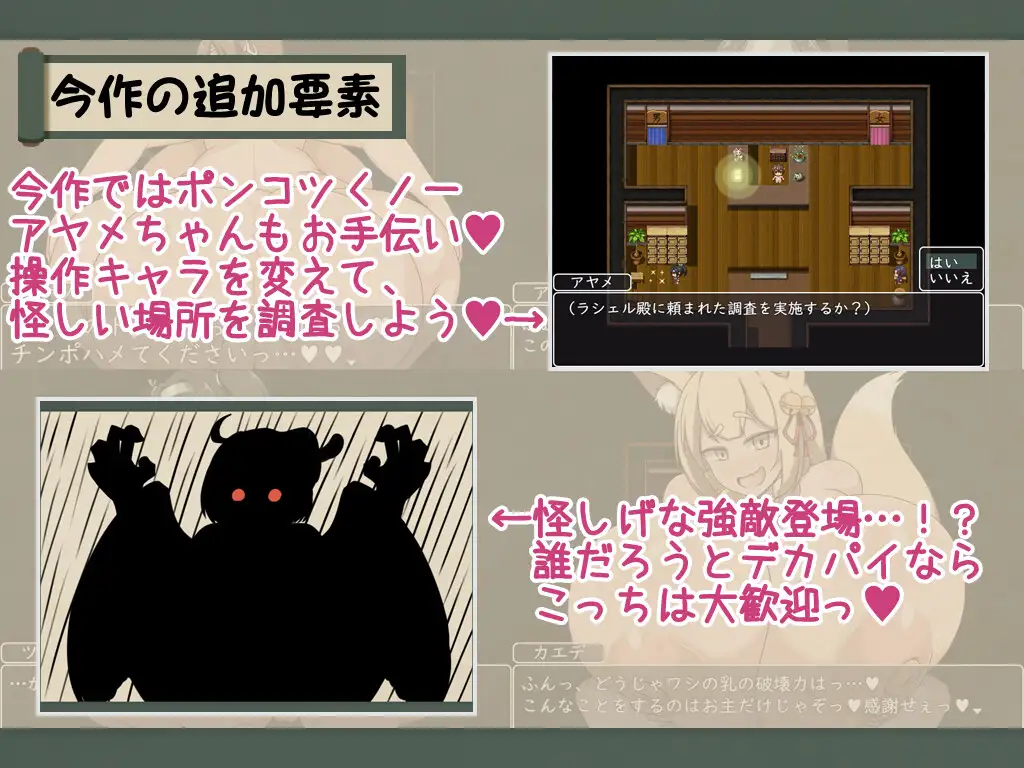 今作の追加要素
今作ではポンコツくノ一
アヤメちゃんもお手伝い♥
操作キャラを変えて、
怪しい場所を調査しよう♥→
男
女
はい
いいえ
アヤメ
（ラシェル殿に頼まれた調査を実施するか？）
チンポハメてくださいっ…♥♥
←怪しげな強敵登場…！？
誰だろうとデカパイなら
こっちは大歓迎っ♥
カエデ
ふんっ、どうじゃワシの乳の破壊力はっ…♥
こんなことをするのはお主だけじゃぞっ♥感謝せぇっ♥